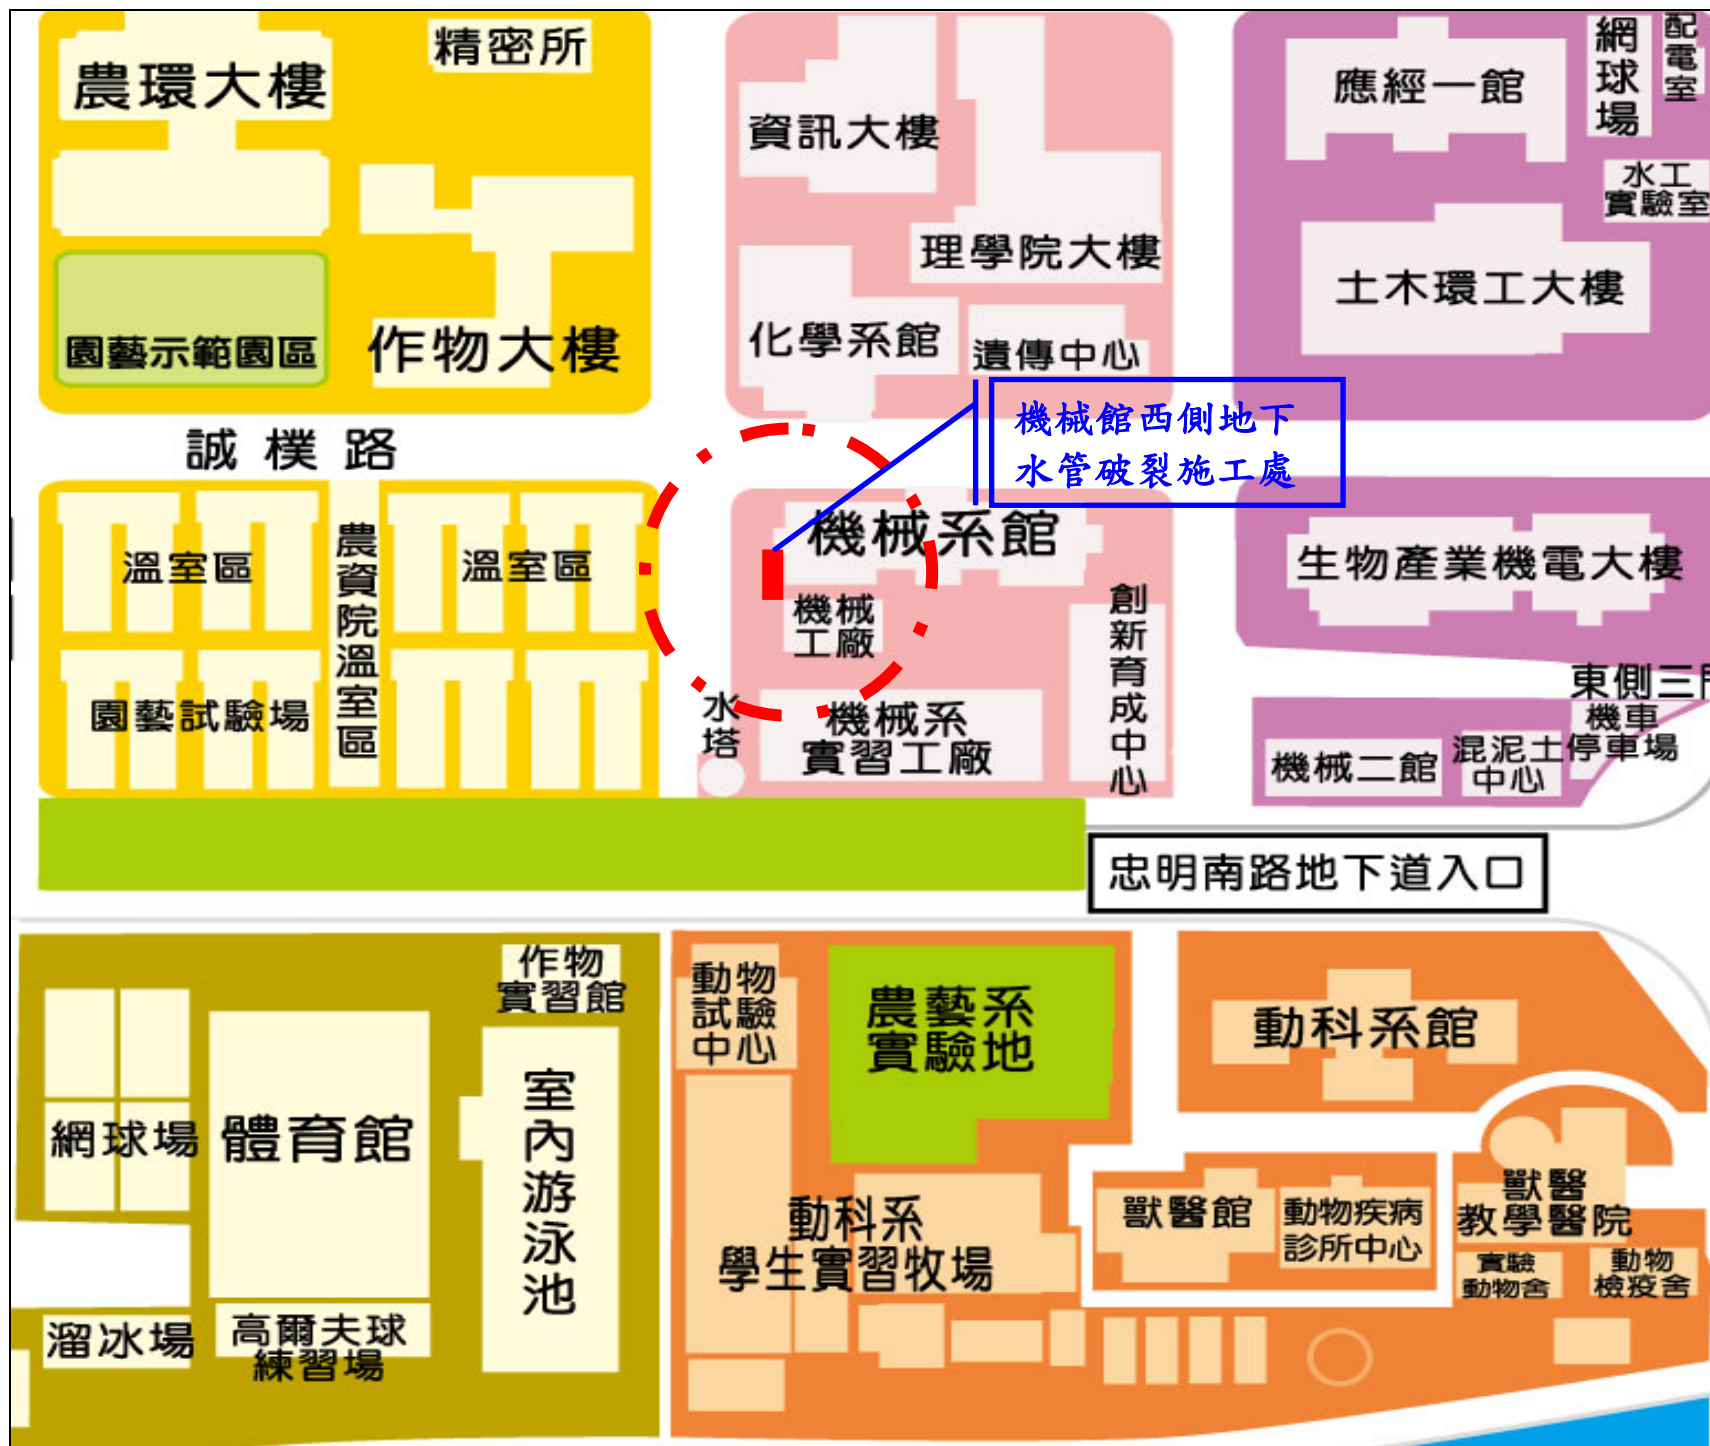 農環大樓
精密所
園藝示範園區
作物大樓
資訊大樓
理學院大樓
化學系館
遺傳中心
應經一館
網球場
配電室
水工
實驗室
土木環工大樓
誠樸路
機械館西側地下
水管破裂施工處
溫室區
農資院溫室區
溫室區
園藝試驗場
機械系館
機械
工廠
水塔
機械系
實習工廠
創新育成中心
生物產業機電大樓
東側三門
機車
停車場
機械二館
混泥土
中心
忠明南路地下道入口
作物
實習館
網球場
體育館
室內游泳池
溜冰場
高爾夫球
練習場
動物
試驗
中心
農藝系
實驗地
動科系
學生實習牧場
動科系館
獸醫館
動物疾病
診所中心
獸醫
教學醫院
實驗
動物舍
動物
檢疫舍